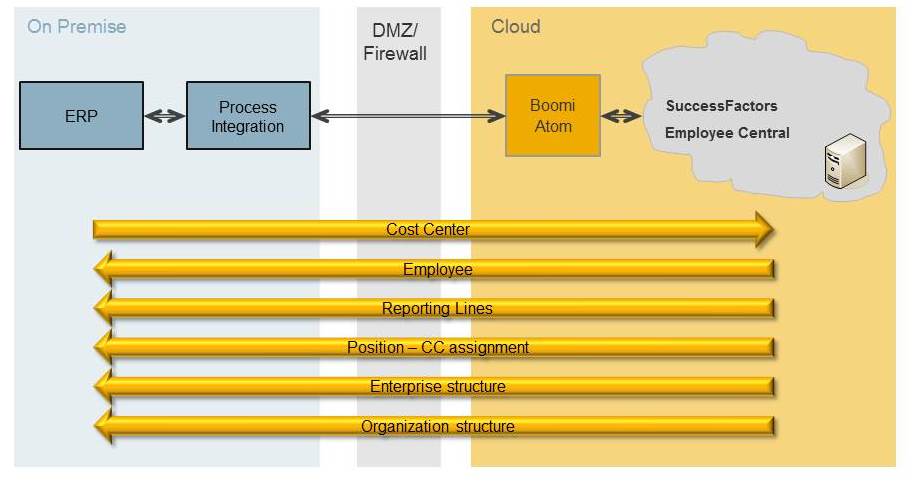 On Premise
DMZ/
Firewall
Cloud
ERP
Process
Integration
Boomi
Atom
SuccessFactors
Employee Central
Cost Center
Employee
Reporting Lines
Position – CC assignment
Enterprise structure
Organization structure